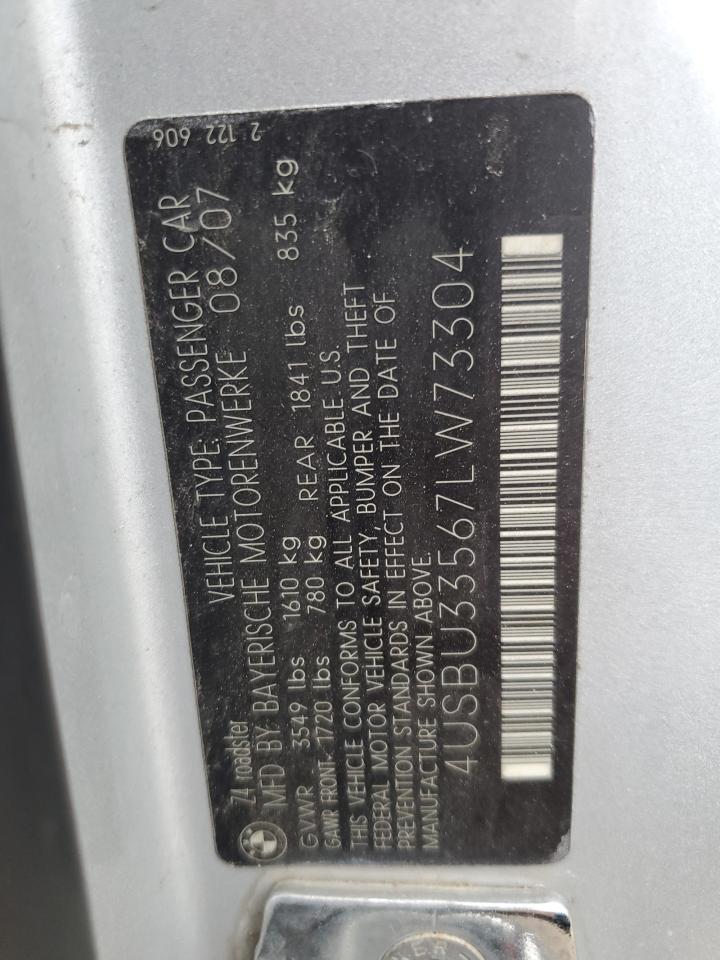 2 122 606
Z4 roadster VEHICLE TYPE: PASSENGER CAR
MFD BY: BAYERISCHE MOTORENWERKE 08/07
GVWR 3549 lbs 1610 kg
GAWR FRONT: 1720 lbs 780 kg REAR 1841 lbs 835 kg
THIS VEHICLE CONFORMS TO ALL APPLICABLE U.S.
FEDERAL MOTOR VEHICLE SAFETY, BUMPER AND THEFT
PREVENTION STANDARDS IN EFFECT ON THE DATE OF
MANUFACTURE SHOWN ABOVE.
4USBU33567LW73304